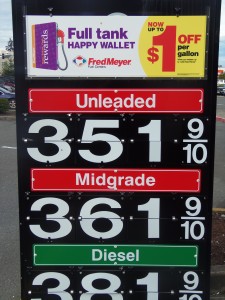 rewards
Full tank
HAPPY WALLET
FredMeyer
NOW
UP TO
$1 OFF
per
gallon
Unleaded
351 9/10
Midgrade
361 9/10
Diesel
381 9/10